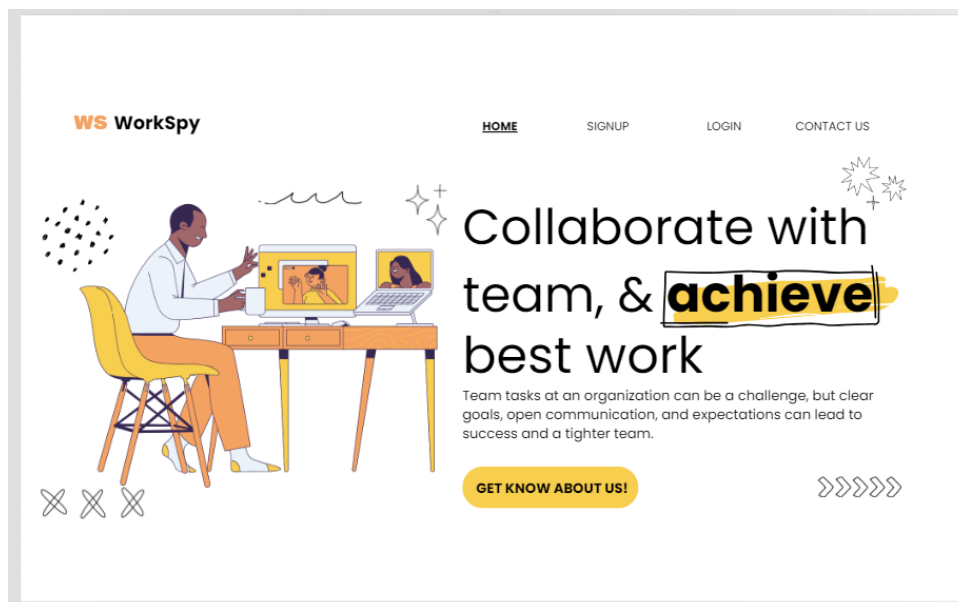 WS WorkSpy
HOME SIGNUP LOGIN CONTACT US
Collaborate with
team, & achieve
best work
Team tasks at an organization can be a challenge, but clear
goals, open communication, and expectations can lead to
success and a tighter team.
GET KNOW ABOUT US!